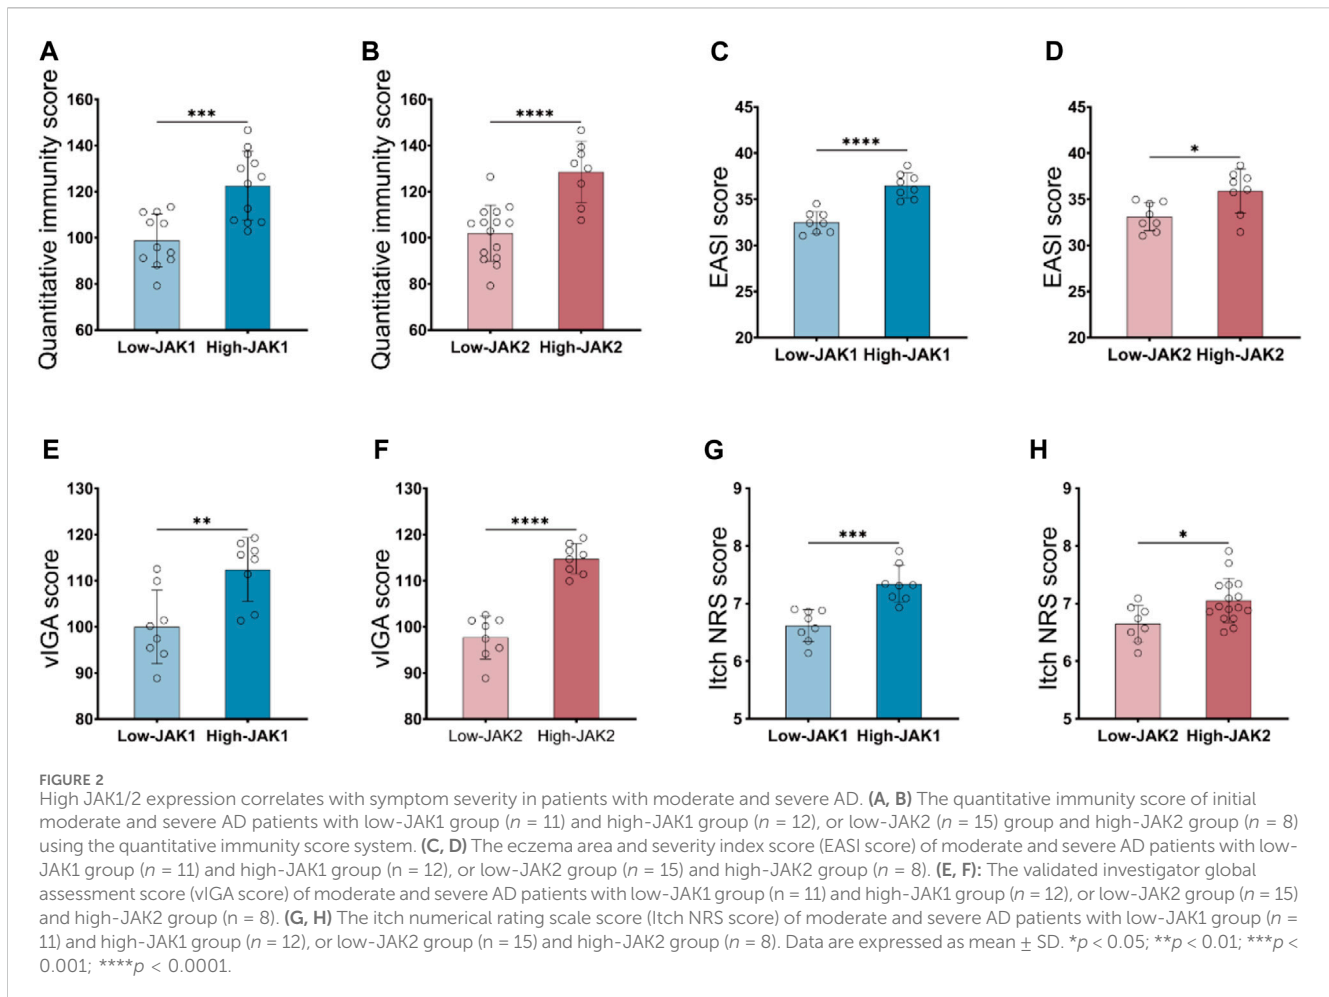 A
B
C
D
Quantitative immunity score
160
140
120
100
80
60
***
Low-JAK1 High-JAK1
Quantitative immunity score
160
140
120
100
80
60
****
Low-JAK2 High-JAK2
EASI score
45
40
35
30
25
20
****
Low-JAK1 High-JAK1
EASI score
45
40
35
30
25
20
*
Low-JAK2 High-JAK2
E
F
G
H
vIGA score
130
120
110
100
90
80
**
Low-JAK1 High-JAK1
vIGA score
130
120
110
100
90
80
****
Low-JAK2 High-JAK2
Itch NRS score
9
8
7
6
5
***
Low-JAK1 High-JAK1
Itch NRS score
9
8
7
6
5
*
Low-JAK2 High-JAK2
FIGURE 2
High JAK1/2 expression correlates with symptom severity in patients with moderate and severe AD. (A, B) The quantitative immunity score of initial
moderate and severe AD patients with low-JAK1 group (n = 11) and high-JAK1 group (n = 12), or low-JAK2 (n = 15) group and high-JAK2 group (n = 8)
using the quantitative immunity score system. (C, D) The eczema area and severity index score (EASI score) of moderate and severe AD patients with low-
JAK1 group (n = 11) and high-JAK1 group (n = 12), or low-JAK2 group (n = 15) and high-JAK2 group (n = 8). (E, F): The validated investigator global
assessment score (vIGA score) of moderate and severe AD patients with low-JAK1 group (n = 11) and high-JAK1 group (n = 12), or low-JAK2 group (n = 15)
and high-JAK2 group (n = 8). (G, H) The itch numerical rating scale score (Itch NRS score) of moderate and severe AD patients with low-JAK1 group (n =
11) and high-JAK1 group (n = 12), or low-JAK2 group (n = 15) and high-JAK2 group (n = 8). Data are expressed as mean ± SD. *p < 0.05; **p < 0.01; ***p <
0.001; ****p < 0.0001.